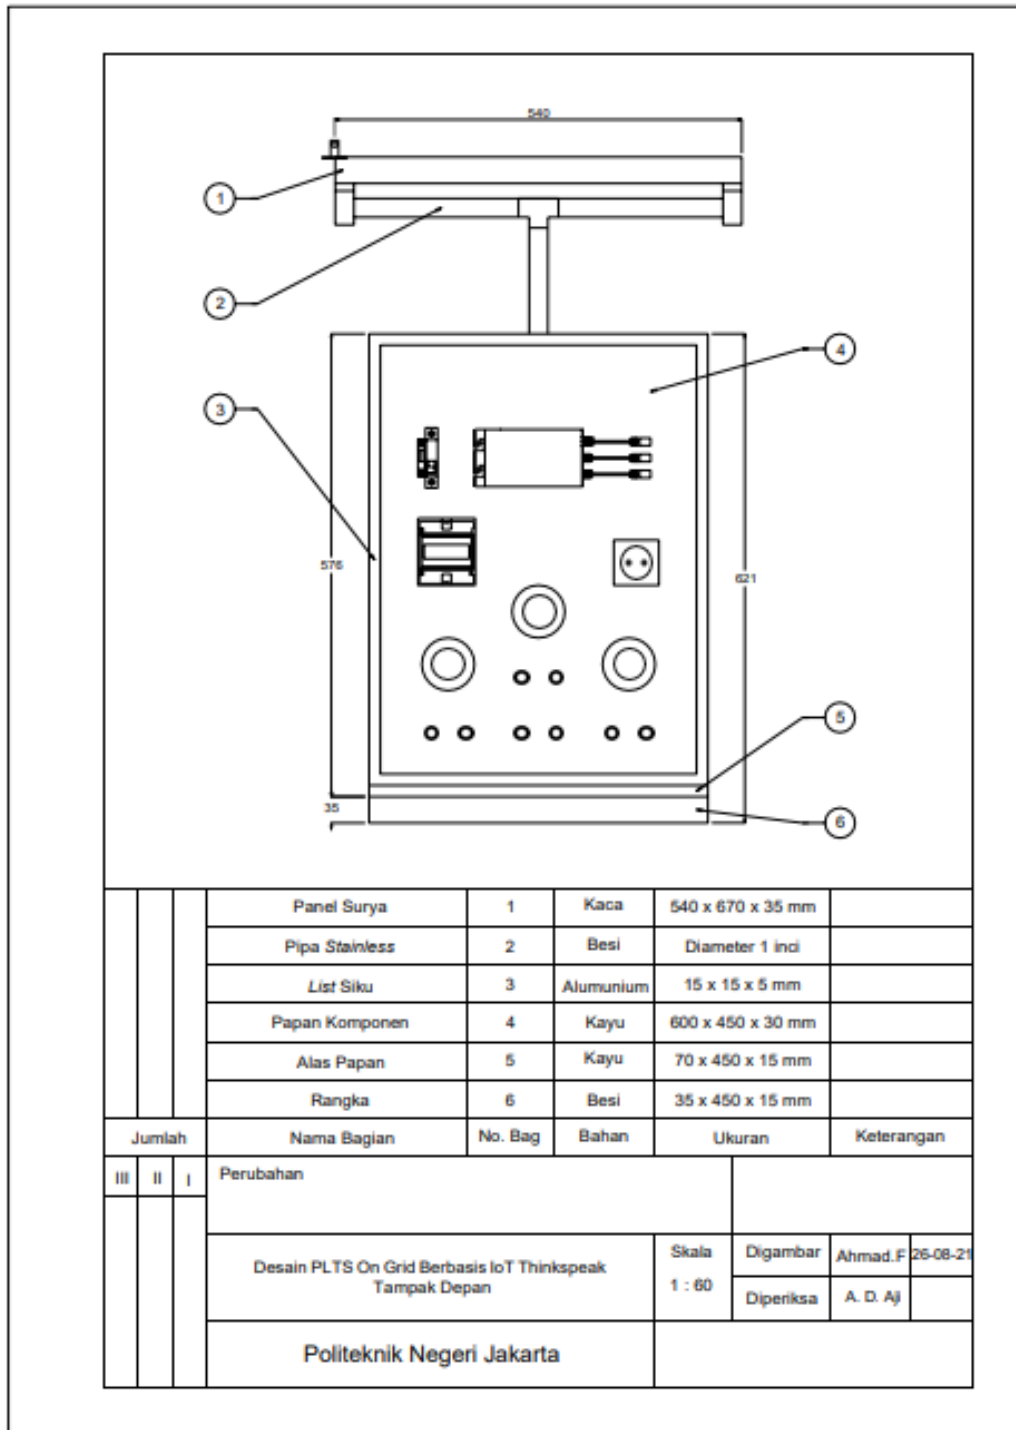 540
1
2
3
4
576
621
5
35
6
Panel Surya 1 Kaca 540 x 670 x 35 mm
Pipa Stainless 2 Besi Diameter 1 inci
List Siku 3 Alumunium 15 x 15 x 5 mm
Papan Komponen 4 Kayu 600 x 450 x 30 mm
Alas Papan 5 Kayu 70 x 450 x 15 mm
Rangka 6 Besi 35 x 450 x 15 mm
Jumlah Nama Bagian No. Bag Bahan Ukuran Keterangan
III II I Perubahan
Desain PLTS On Grid Berbasis IoT Thinkspeak
Tampak Depan
Skala
1 : 60
Digambar Ahmad.F 26-08-21
Diperiksa A. D. Aji
Politeknik Negeri Jakarta